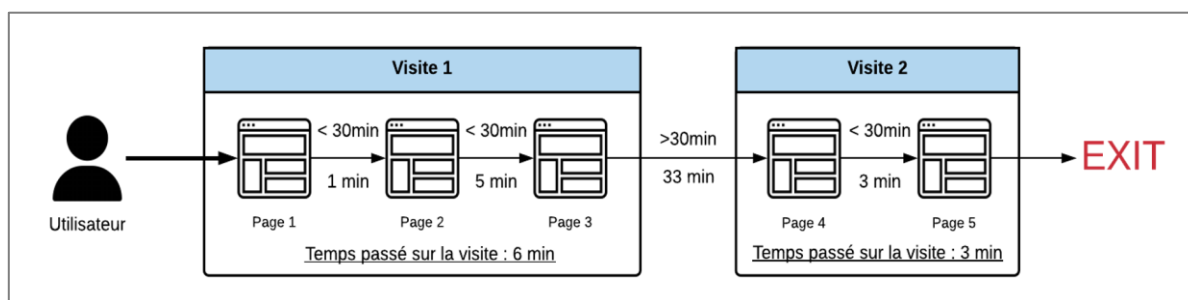 Visite 1
Visite 2
< 30min
< 30min
>30min
< 30min
EXIT
1 min
5 min
33 min
3 min
Utilisateur
Page 1
Page 2
Page 3
Page 4
Page 5
Temps passé sur la visite : 6 min
Temps passé sur la visite : 3 min